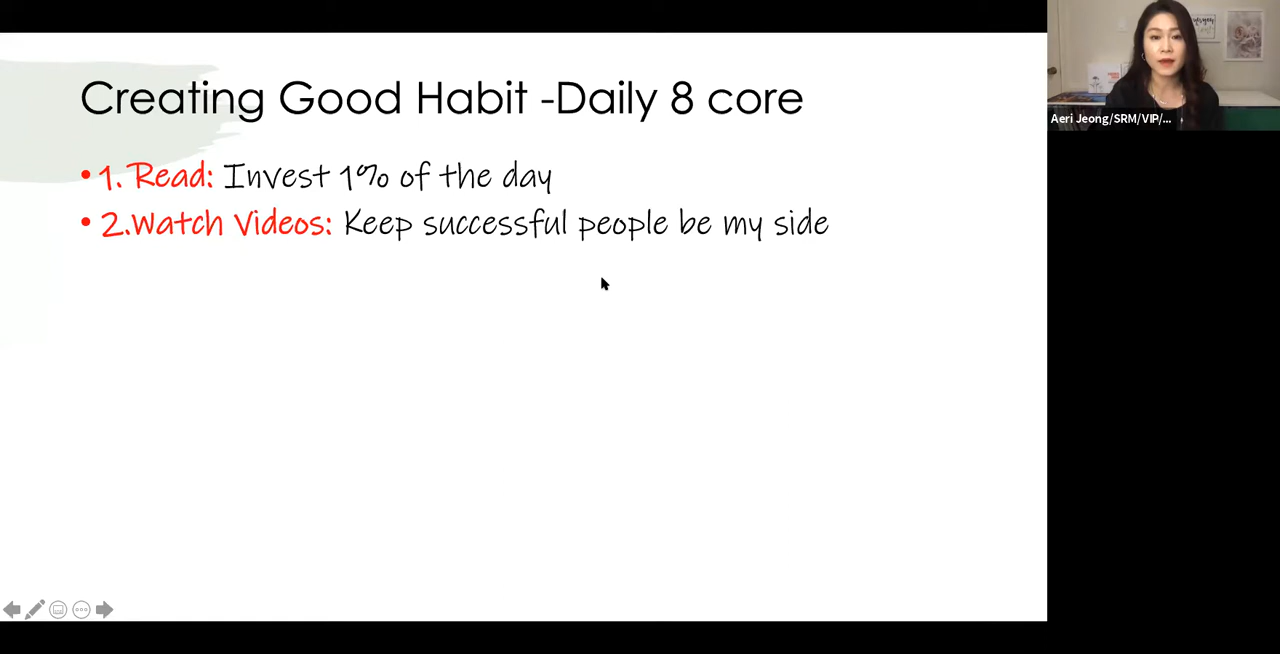 Creating Good Habit -Daily 8 core
• 1. Read: Invest 1% of the day
• 2.Watch Videos: Keep successful people be my side
Aeri Jeong/SRM/VIP/...